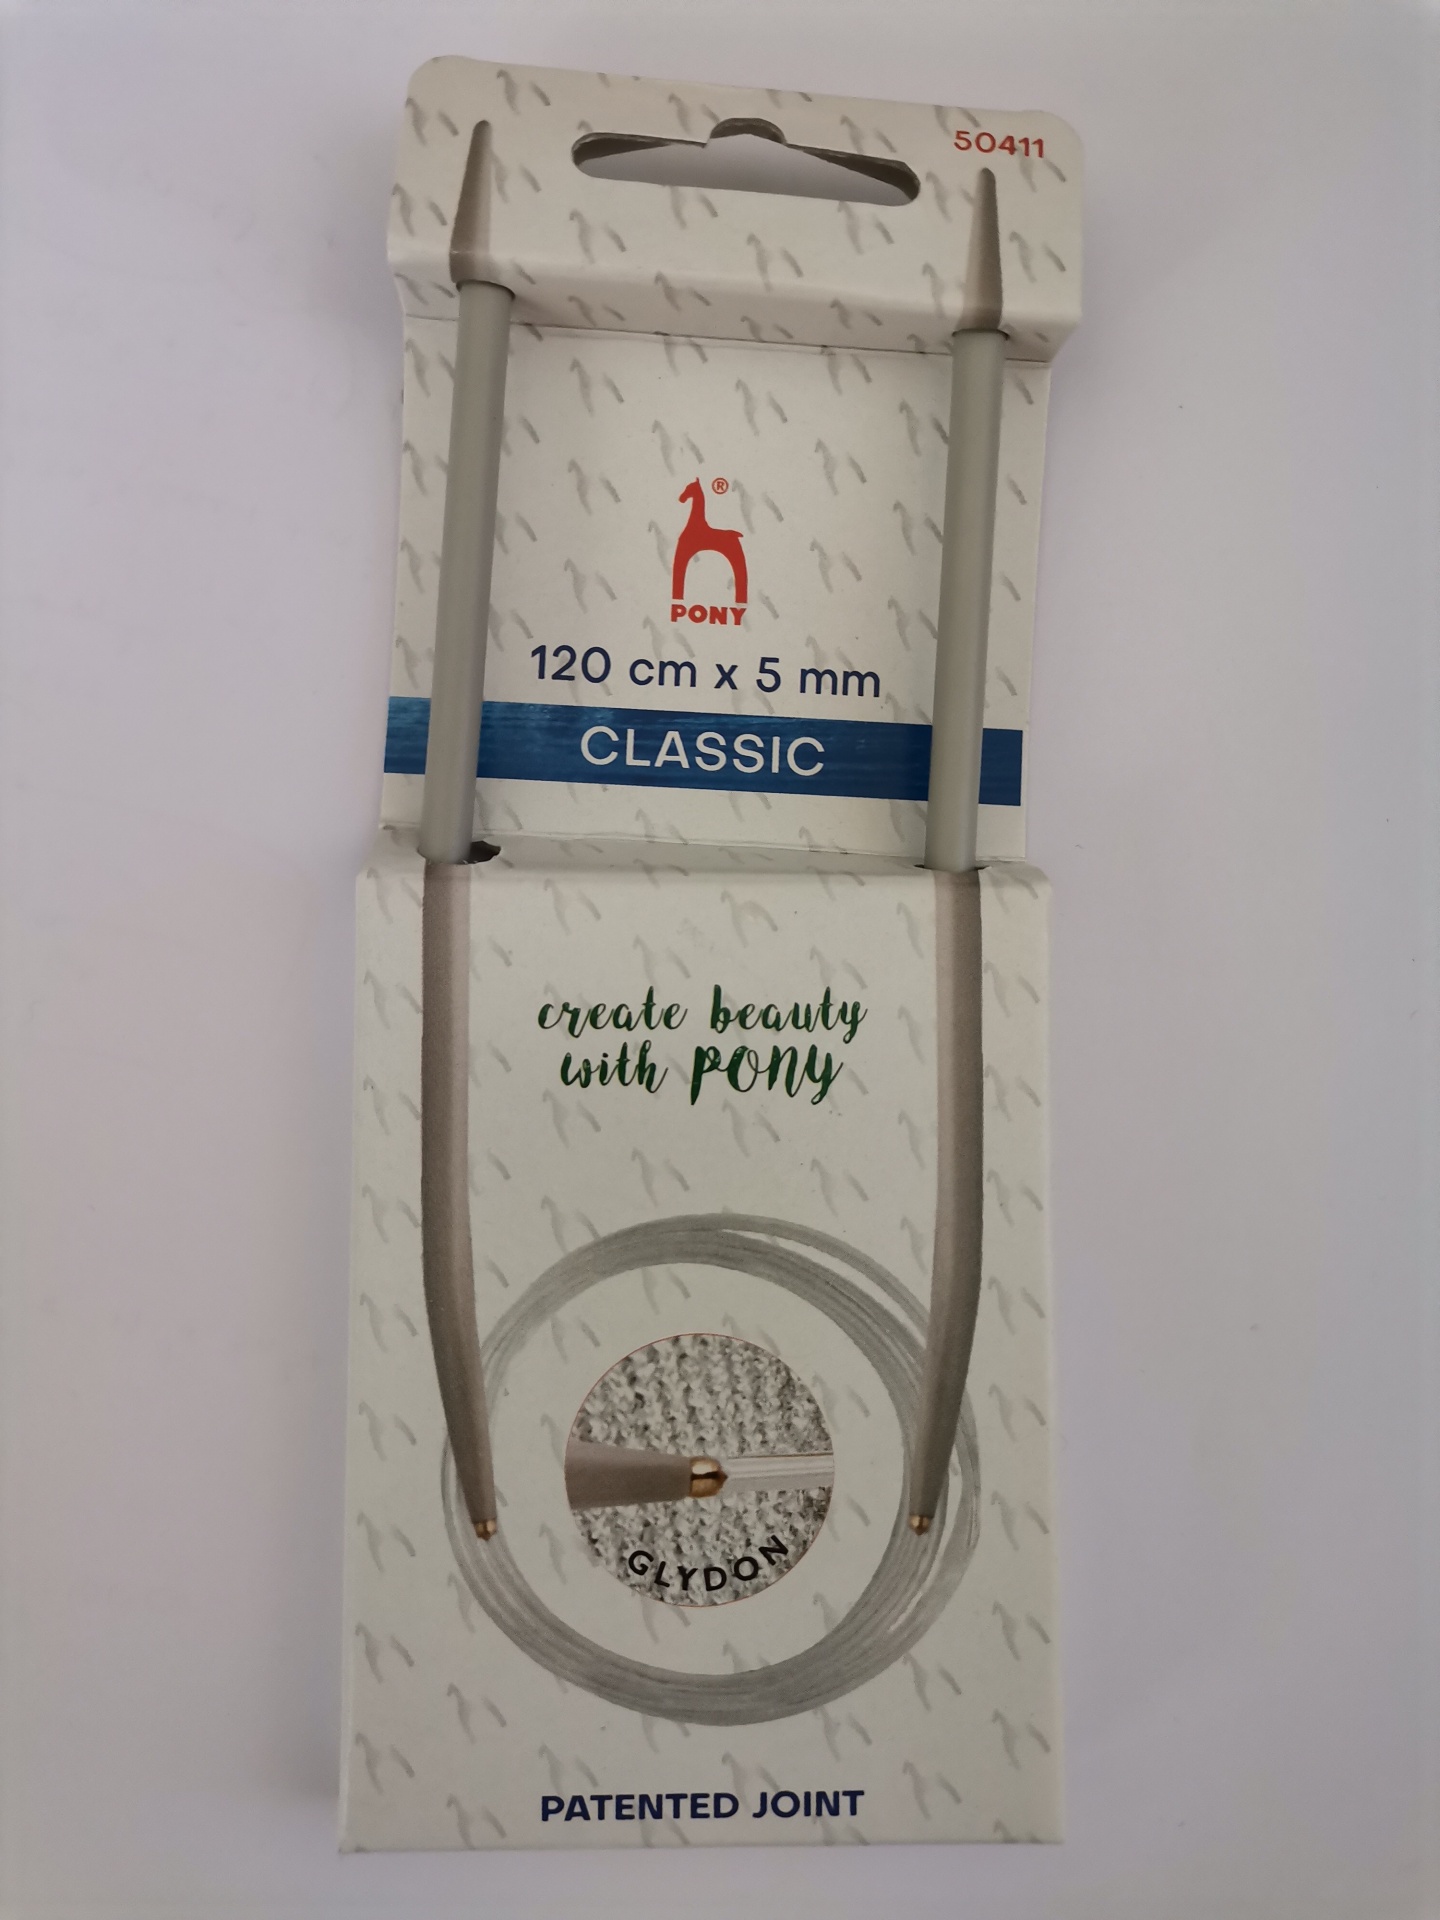 50411
®
PONY
120 cm x 5 mm
CLASSIC
create beauty
with PONY
GLYDON
PATENTED JOINT